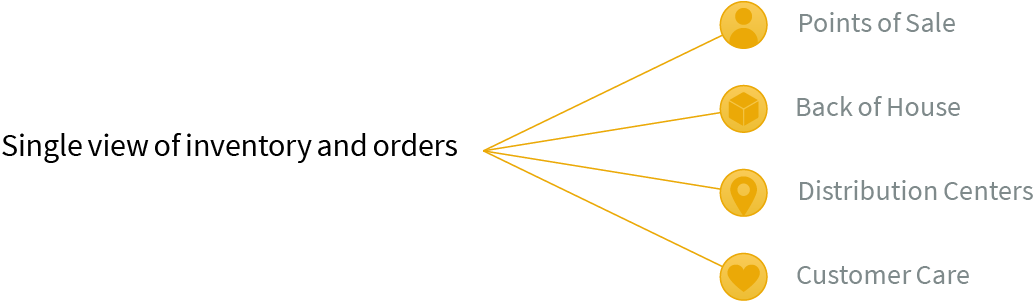 Points of Sale
Back of House
Single view of inventory and orders
Distribution Centers
Customer Care